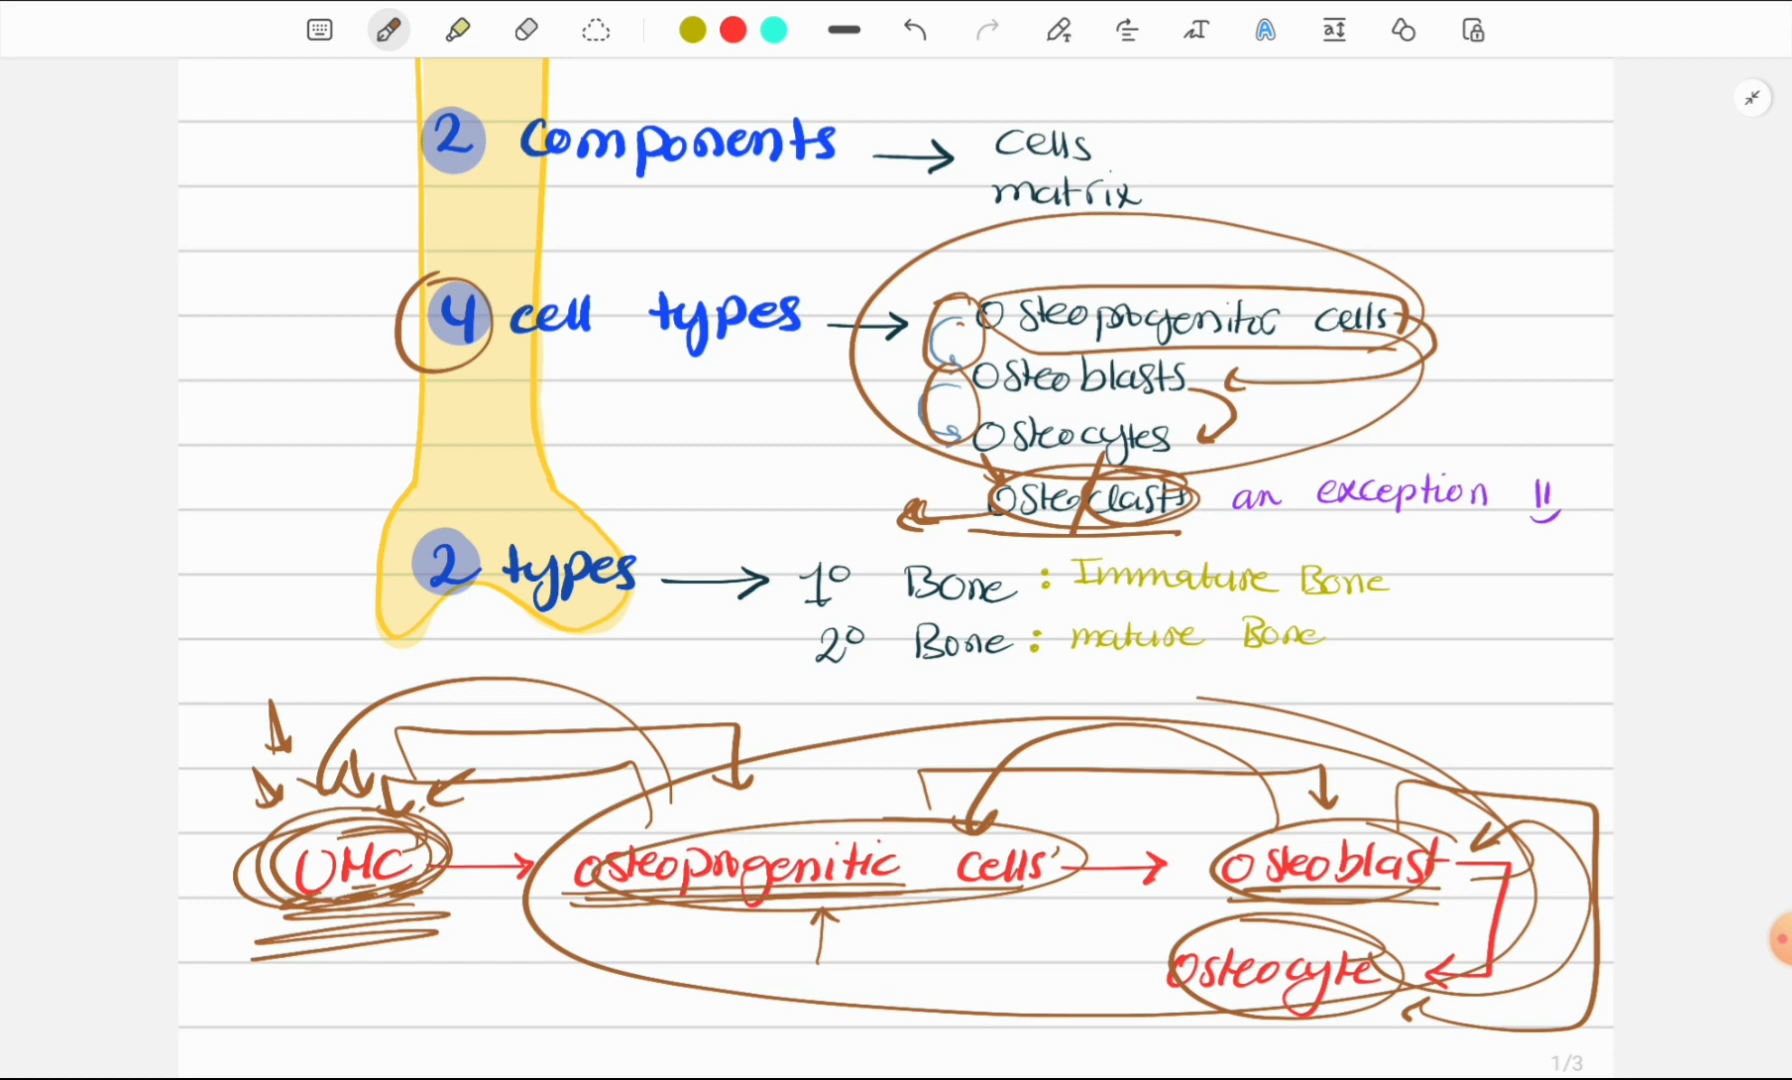 2 components → cells
matrix
4 cell types → Osteoprogenitor cells
Osteoblasts
Osteocytes
Osteoclasts an exception !!
2 types → 1° Bone : Immature Bone
2° Bone : mature Bone
UMC → osteoprogenitic cells → Osteoblast
Osteocyte
1/3